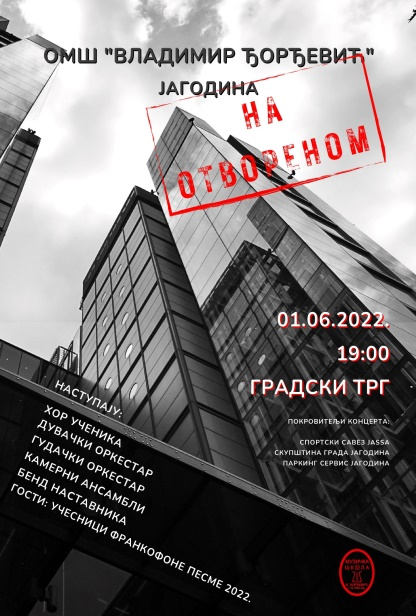 ОМШ "ВЛАДИМИР ЂОРЂЕВИЋ"
ЈАГОДИНА
НА
ОТВОРЕНОМ
01.06.2022.
19:00
ГРАДСКИ ТРГ
ПОКРОВИТЕЉИ КОНЦЕРТА:
СПОРТСКИ САВЕЗ JASSA
СКУПШТИНА ГРАДА ЈАГОДИНА
ПАРКИНГ СЕРВИС ЈАГОДИНА
НАСТУПАЈУ:
ХОР УЧЕНИКА
ДУВАЧКИ ОРКЕСТАР
ГУДАЧКИ ОРКЕСТАР
КАМЕРНИ АНСАМБЛИ
БЕНД НАСТАВНИКА
ГОСТИ: УЧЕСНИЦИ ФРАНКОФОНЕ ПЕСМЕ 2022.
МУЗИЧКА
ШКОЛА